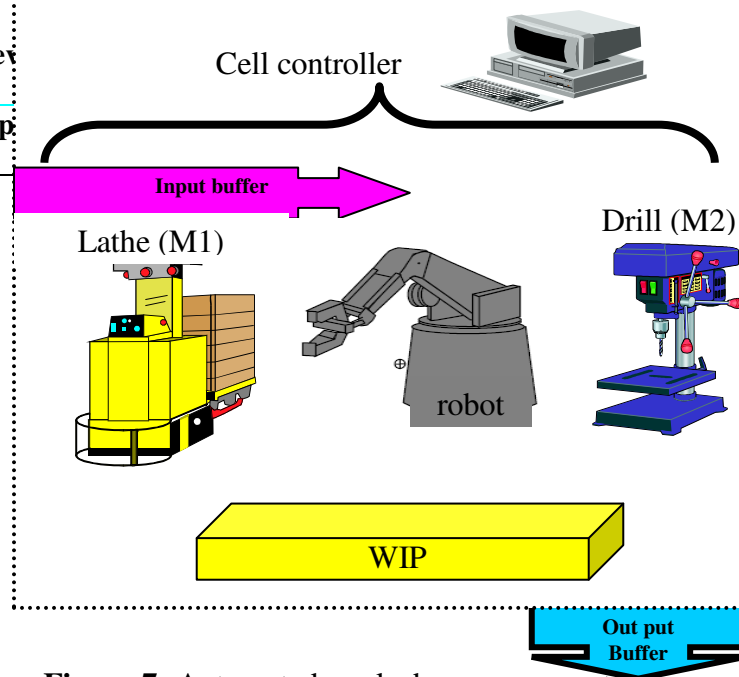 Cell controller
Input buffer
Lathe (M1)
Drill (M2)
robot
WIP
Out put
Buffer